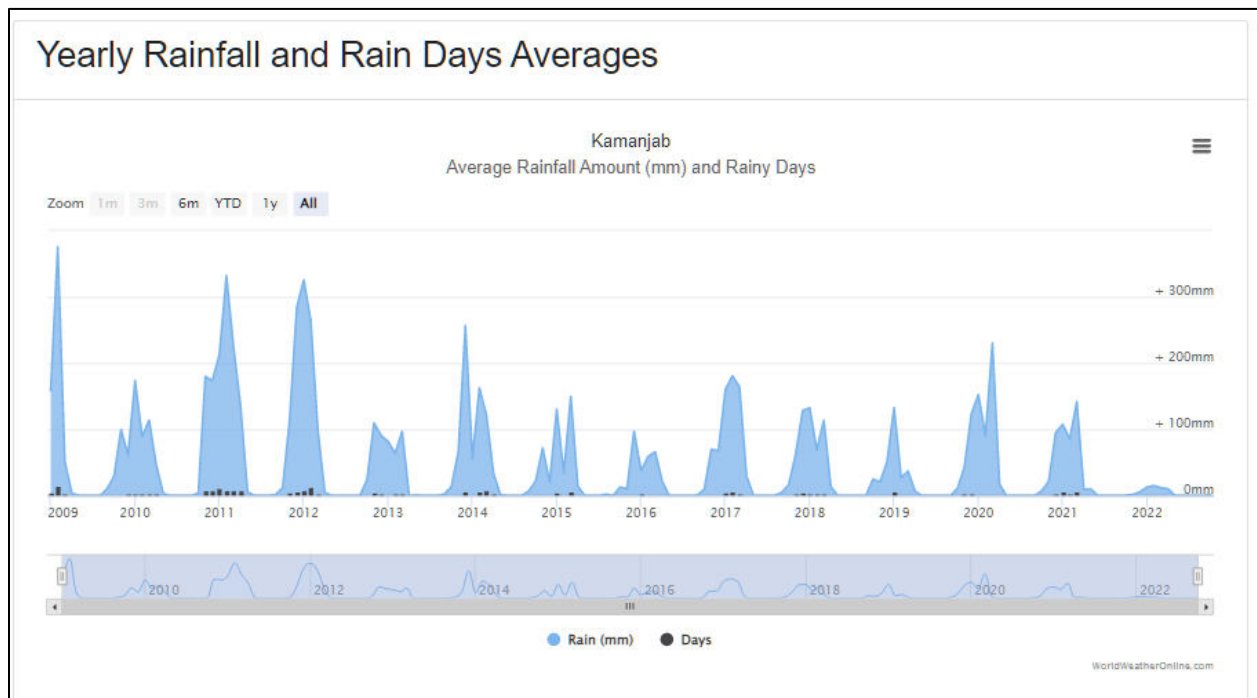 Yearly Rainfall and Rain Days Averages
Kamanjab
Average Rainfall Amount (mm) and Rainy Days
Zoom 1m 3m 6m YTD 1y All
+ 300mm
+ 200mm
+ 100mm
0mm
2009 2010 2011 2012 2013 2014 2015 2016 2017 2018 2019 2020 2021 2022
2010 2012 2014 2016 2018 2020 2022
Rain (mm) Days
WorldWeatherOnline.com